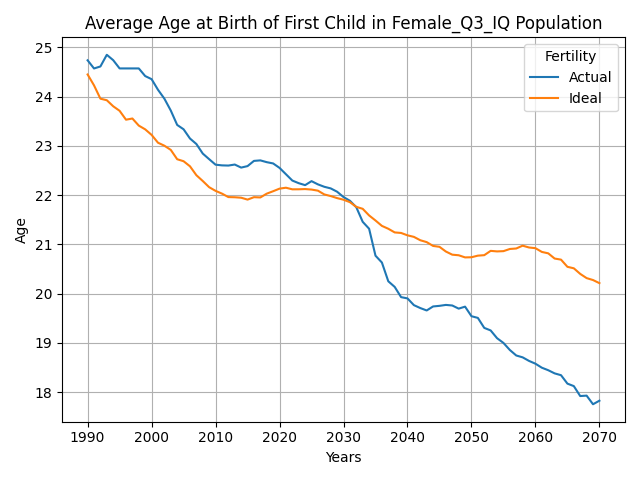 Average Age at Birth of First Child in Female_Q3_IQ Population
Fertility
Actual
Ideal
Age
25
24
23
22
21
20
19
18
1990 2000 2010 2020 2030 2040 2050 2060 2070
Years